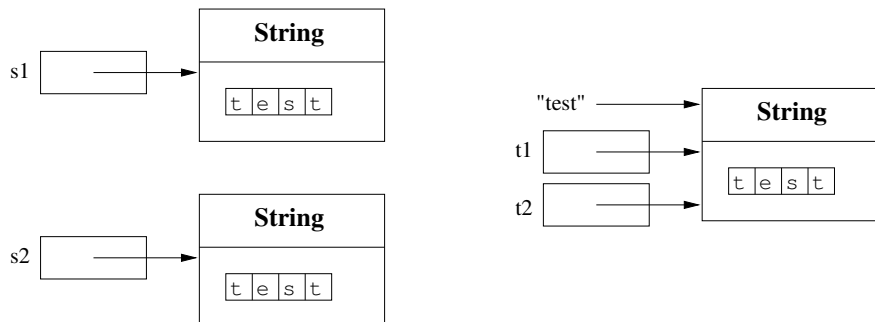 String
s1
t e s t
String
s2
t e s t
"test"
String
t1
t e s t
t2